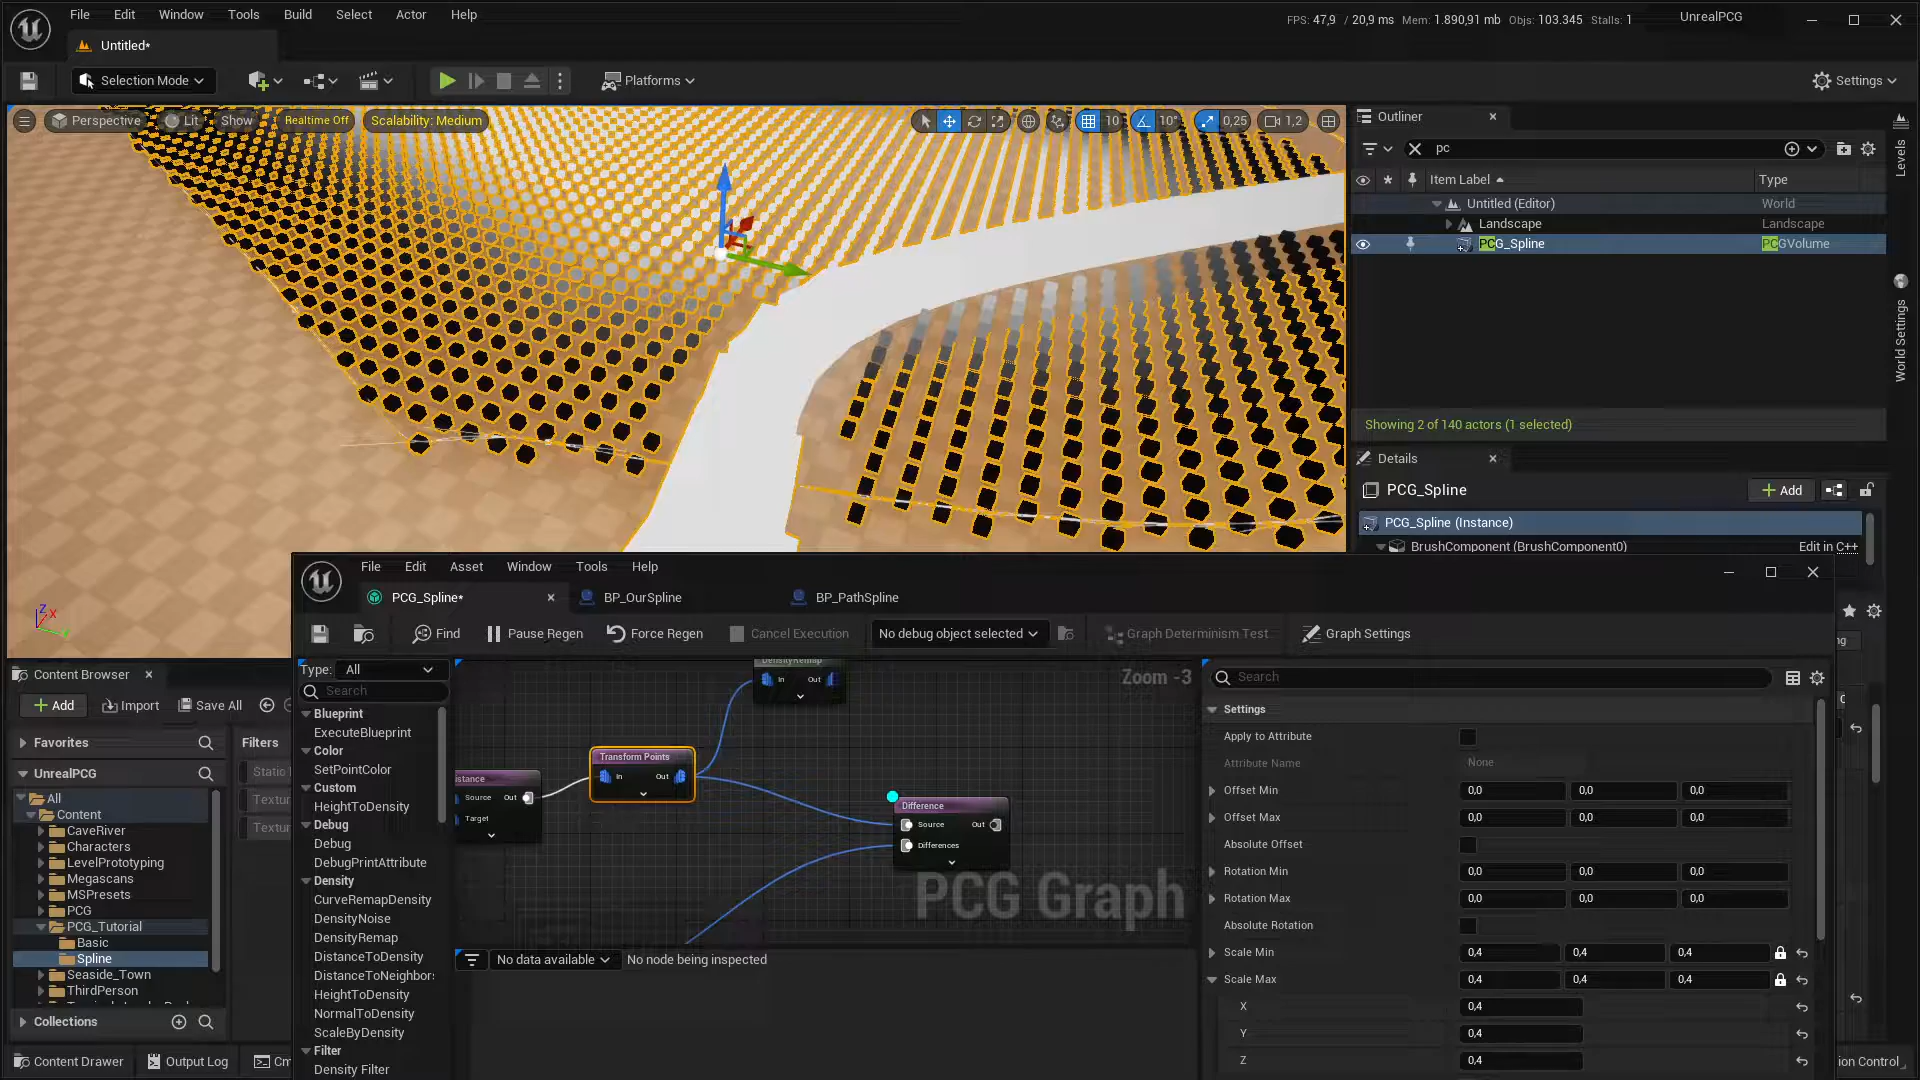 File Edit Window Tools Build Select Actor Help
FPS: 47,9 / 20,9 ms Mem: 1.890,91 mb Objs: 103.345 Stalls: 1
UnrealPCG
Untitled*
Selection Mode
Platforms
Settings
Perspective Lit Show Realtime Off Scalability: Medium
10 10° 0,25 1,2
Outliner
pc
Item Label Type
Untitled (Editor) World
Landscape Landscape
PCG_Spline PCGVolume
Showing 2 of 140 actors (1 selected)
Levels
World Settings
Details
PCG_Spline
Add
PCG_Spline (Instance)
BrushComponent (BrushComponent0) Edit in C++
Z X
File Edit Asset Window Tools Help
PCG_Spline* BP_OurSpline BP_PathSpline
Find Pause Regen Force Regen Cancel Execution No debug object selected Graph Determinism Test Graph Settings
Type: All
Search
Blueprint
ExecuteBlueprint
Color
SetPointColor
Custom
HeightToDensity
Debug
Debug
DebugPrintAttribute
Density
CurveRemapDensity
DensityNoise
DensityRemap
DistanceToDensity
DistanceToNeighbor
HeightToDensity
NormalToDensity
ScaleByDensity
Filter
Density Filter
DensityRemap
In Out
Zoom -3
Transform Points
In Out
istance
Source Out
Target
Difference
Source Out
Differences
PCG Graph
No data available No node being inspected
Search
Settings
Apply to Attribute
Attribute Name None
Offset Min 0,0 0,0 0,0
Offset Max 0,0 0,0 0,0
Absolute Offset
Rotation Min 0,0 0,0 0,0
Rotation Max 0,0 0,0 0,0
Absolute Rotation
Scale Min 0,4 0,4 0,4
Scale Max 0,4 0,4 0,4
X 0,4
Y 0,4
Z 0,4
ng
ion Control
Content Browser
Add Import Save All
Favorites
Filters
Static
Textur
Textur
UnrealPCG
All
Content
CaveRiver
Characters
LevelPrototyping
Megascans
MSPresets
PCG
PCG_Tutorial
Basic
Spline
Seaside_Town
ThirdPerson
Collections
Content Drawer Output Log Cm